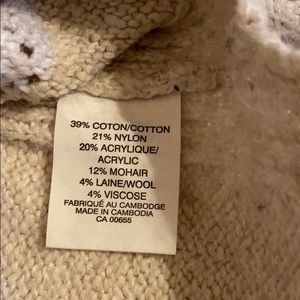 39% COTON/COTTON
21% NYLON
20% ACRYLIQUE/
ACRYLIC
12% MOHAIR
4% LAINE/WOOL
4% VISCOSE
FABRIQUÉ AU CAMBODGE
MADE IN CAMBODIA
CA 00655